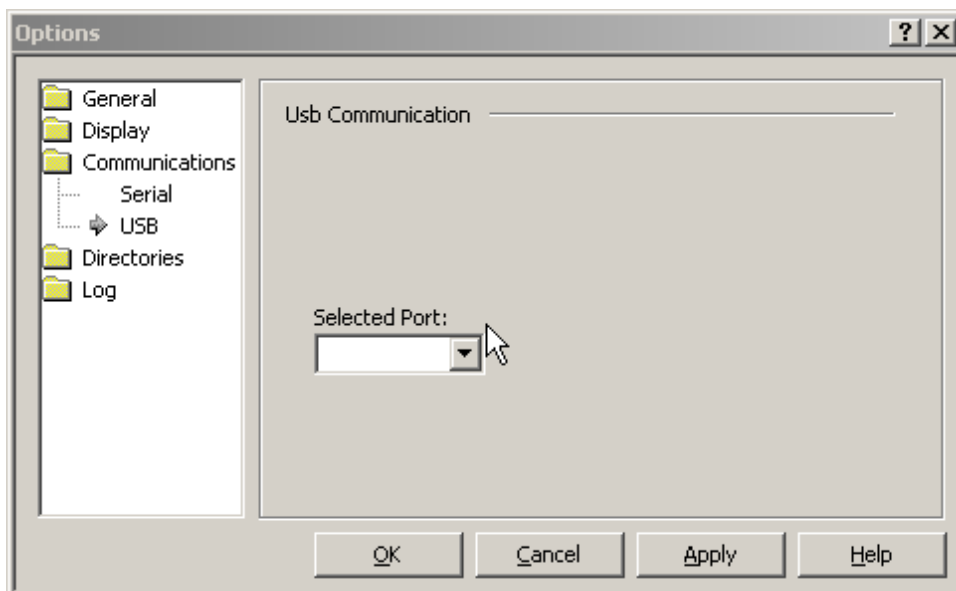 Options
General
Display
Communications
Serial
USB
Directories
Log
Usb Communication
Selected Port:
OK
Cancel
Apply
Help